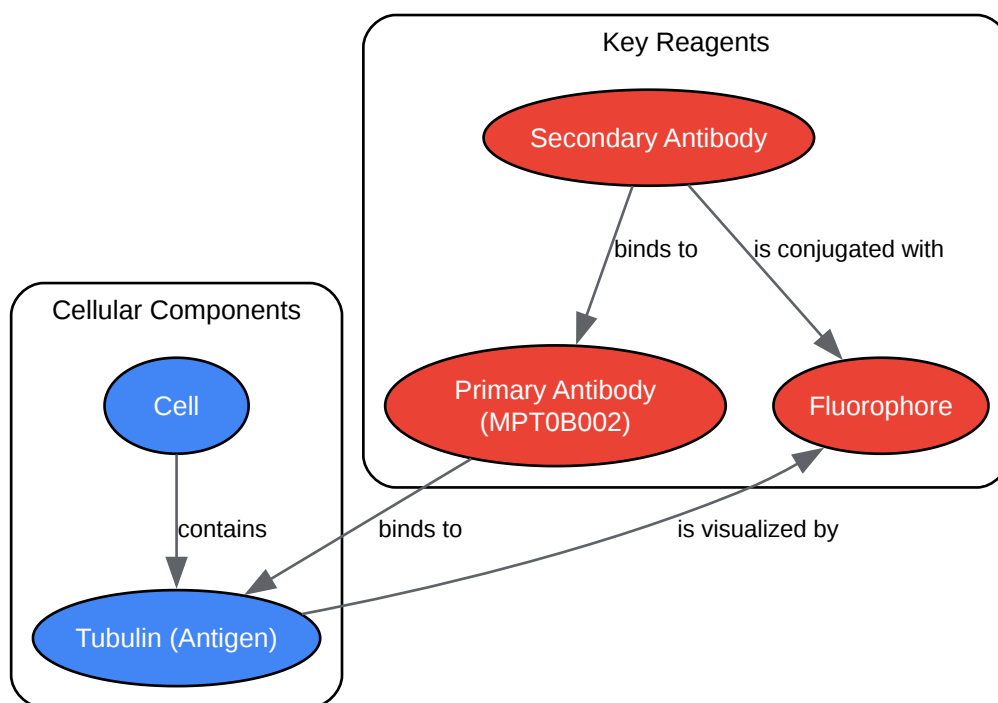 Key Reagents
Secondary Antibody
binds to
is conjugated with
Cellular Components
Cell
Primary Antibody
(MPT0B002)
Fluorophore
contains
binds to
is visualized by
Tubulin (Antigen)